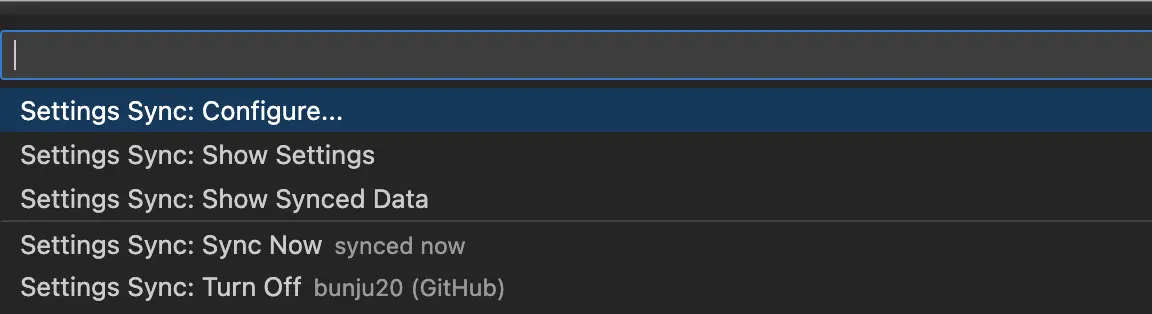 Settings Sync: Configure...
Settings Sync: Show Settings
Settings Sync: Show Synced Data
Settings Sync: Sync Now synced now
Settings Sync: Turn Off bunju20 (GitHub)